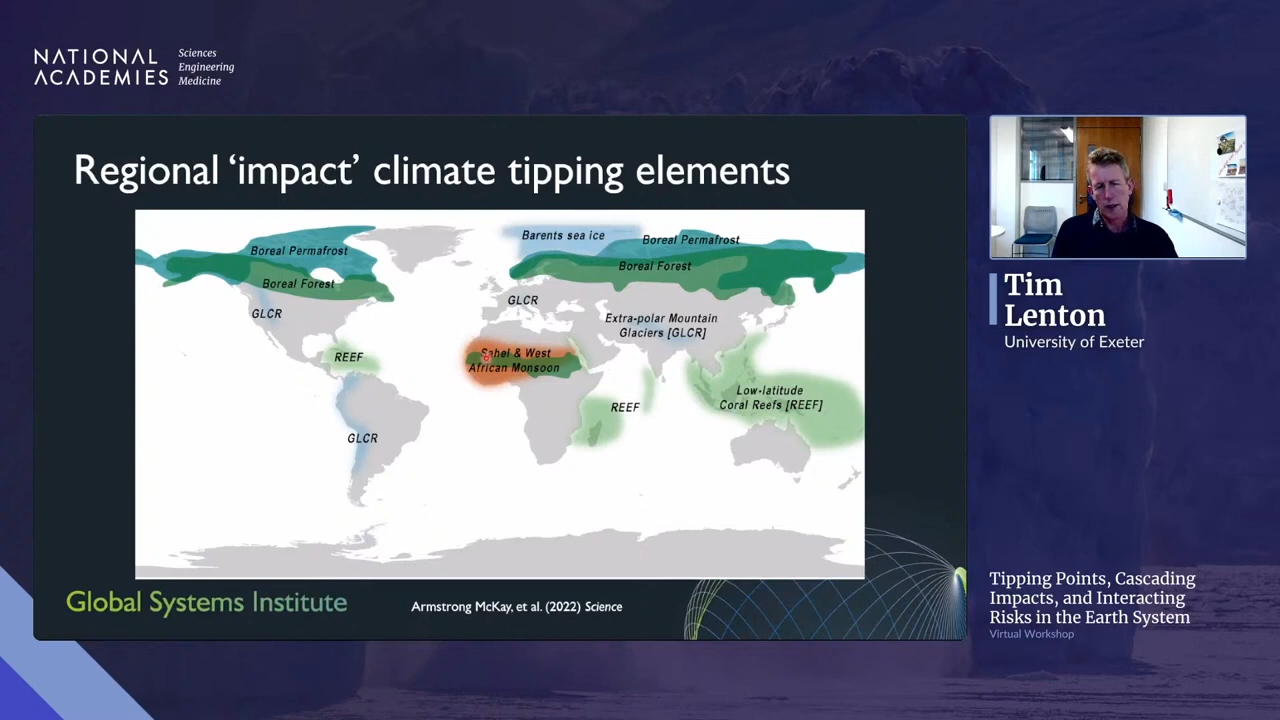 NATIONAL
ACADEMIES
Sciences
Engineering
Medicine
Regional ‘impact’ climate tipping elements
Barents sea ice
Boreal Permafrost
Boreal Permafrost
Boreal Forest
Boreal Forest
GLCR
GLCR
Extra-polar Mountain
Glaciers [GLCR]
REEF
Sahel & West
African Monsoon
Low-latitude
Coral Reefs [REEF]
REEF
GLCR
Global Systems Institute
Armstrong McKay, et al. (2022) Science
Tim
Lenton
University of Exeter
Tipping Points, Cascading
Impacts, and Interacting
Risks in the Earth System
Virtual Workshop